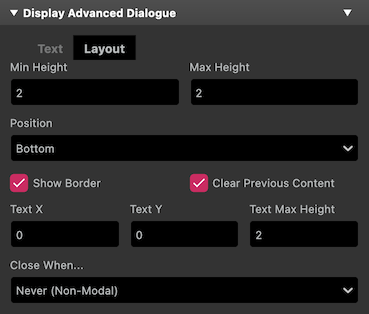 Display Advanced Dialogue
Text Layout
Min Height Max Height
2 2
Position
Bottom
Show Border Clear Previous Content
Text X Text Y Text Max Height
0 0 2
Close When...
Never (Non-Modal)